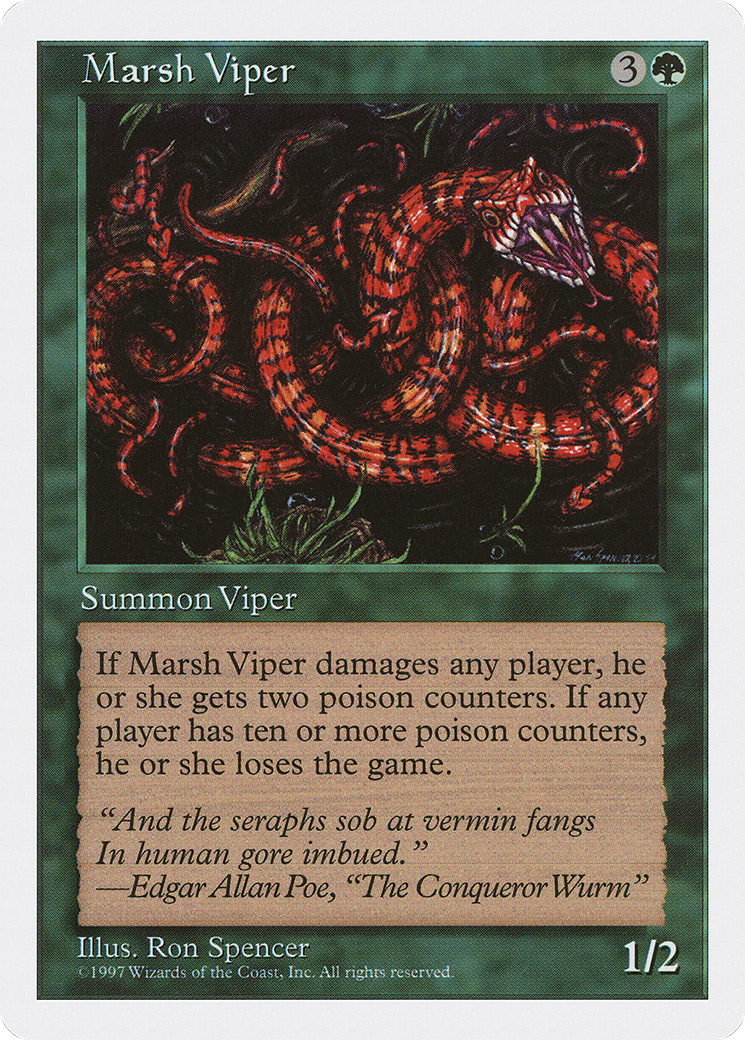 Marsh Viper 3
Ron Spencer
Summon Viper
If Marsh Viper damages any player, he
or she gets two poison counters. If any
player has ten or more poison counters,
he or she loses the game.
“And the seraphs sob at vermin fangs
In human gore imbued.”
—Edgar Allan Poe, “The Conqueror Wurm”
Illus. Ron Spencer
©1997 Wizards of the Coast, Inc. All rights reserved.
1/2